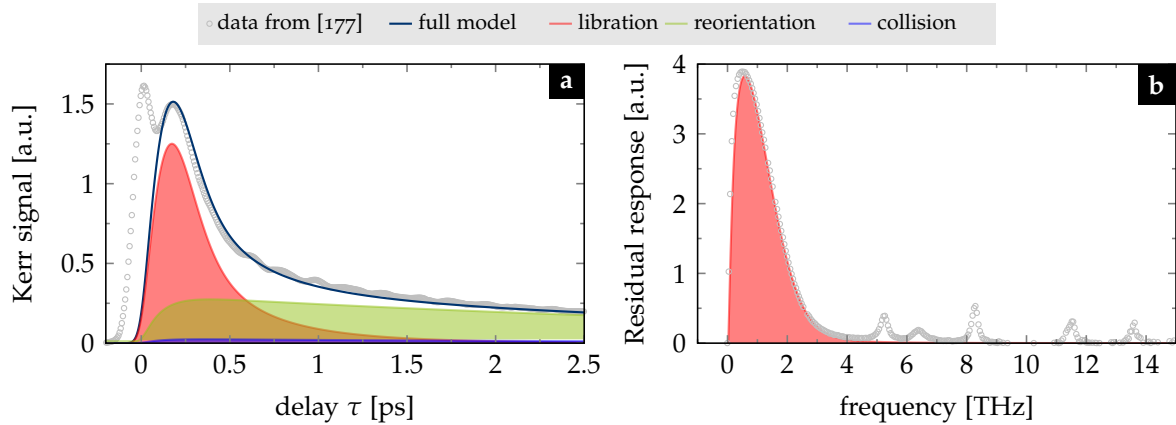 data from [177] full model libration reorientation collision
a
b
Kerr signal [a.u.]
0
0.5
1
1.5
0 0.5 1 1.5 2 2.5
delay τ [ps]
Residual response [a.u.]
0
1
2
3
4
0 2 4 6 8 10 12 14
frequency [THz]